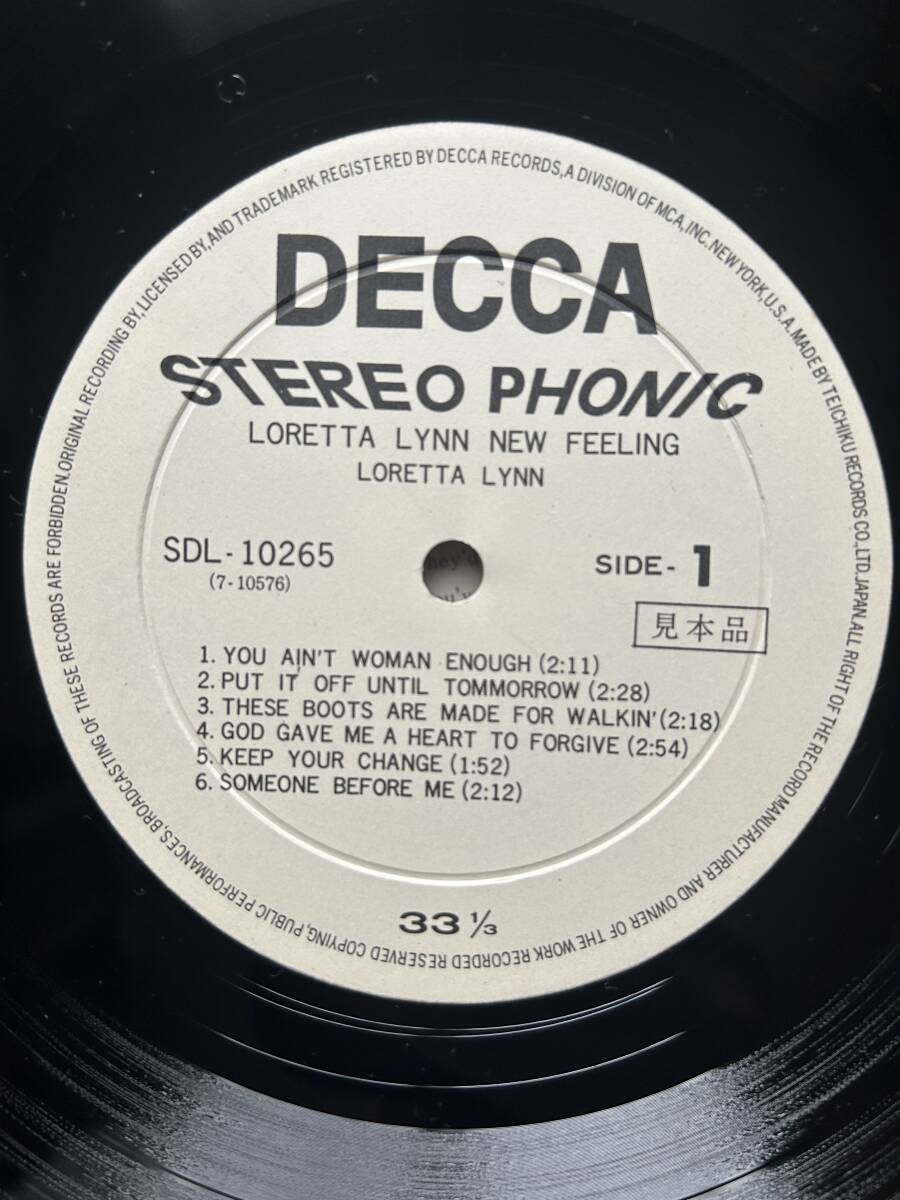 DECCA
STEREO PHONIC
LORETTA LYNN NEW FEELING
LORETTA LYNN
SDL-10265
(7-10576)
SIDE-1
見本品
1. YOU AIN'T WOMAN ENOUGH (2:11)
2. PUT IT OFF UNTIL TOMMORROW (2:28)
3. THESE BOOTS ARE MADE FOR WALKIN' (2:18)
4. GOD GAVE ME A HEART TO FORGIVE (2:54)
5. KEEP YOUR CHANGE (1:52)
6. SOMEONE BEFORE ME (2:12)
33 1/3
ORIGINAL RECORDING BY, LICENSED BY, AND TRADEMARK REGISTERED BY DECCA RECORDS, A DIVISION OF MCA, INC. NEW YORK, U.S.A. MADE BY TEICHIKU RECORDS CO., LTD. JAPAN. ALL RIGHT OF THE RECORD MANUFACTURER AND OWNER OF THE WORK RECORDED RESERVED COPYING, PUBLIC PERFORMANCES, BROADCASTING OF THESE RECORDS ARE FORBIDDEN.